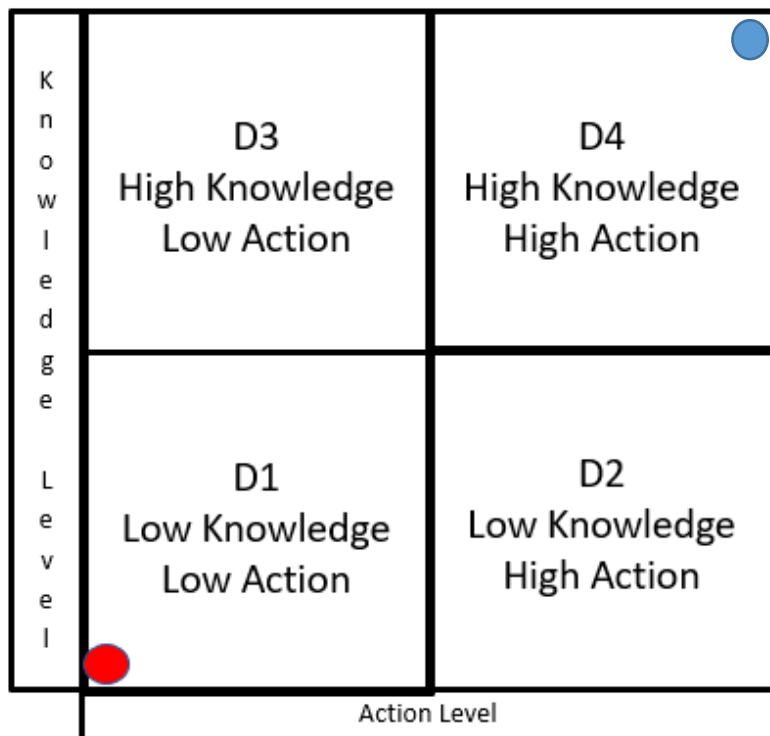 Knowledge Level
D3
High Knowledge
Low Action
D4
High Knowledge
High Action
D1
Low Knowledge
Low Action
D2
Low Knowledge
High Action
Action Level